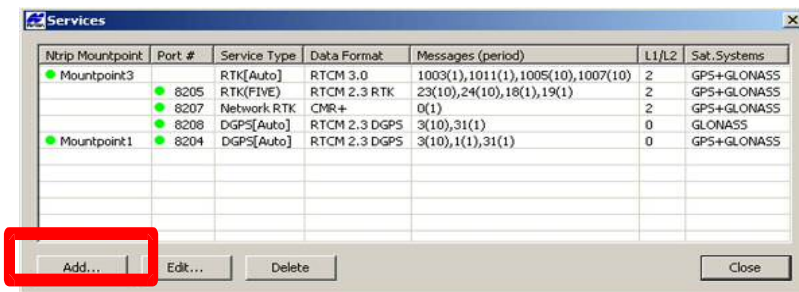 Services
Ntrip Mountpoint Port # Service Type Data Format Messages (period) L1/L2 Sat.Systems
Mountpoint3 RTK[Auto] RTCM 3.0 1003(1),1011(1),1005(10),1007(10) 2 GPS+GLONASS
8205 RTK(FIVE) RTCM 2.3 RTK 23(10),24(10),18(1),19(1) 2 GPS+GLONASS
8207 Network RTK CMR+ 0(1) 2 GPS+GLONASS
8208 DGPS[Auto] RTCM 2.3 DGPS 3(10),31(1) 0 GLONASS
Mountpoint1 8204 DGPS[Auto] RTCM 2.3 DGPS 3(10),1(1),31(1) 0 GPS+GLONASS
Add... Edit... Delete Close